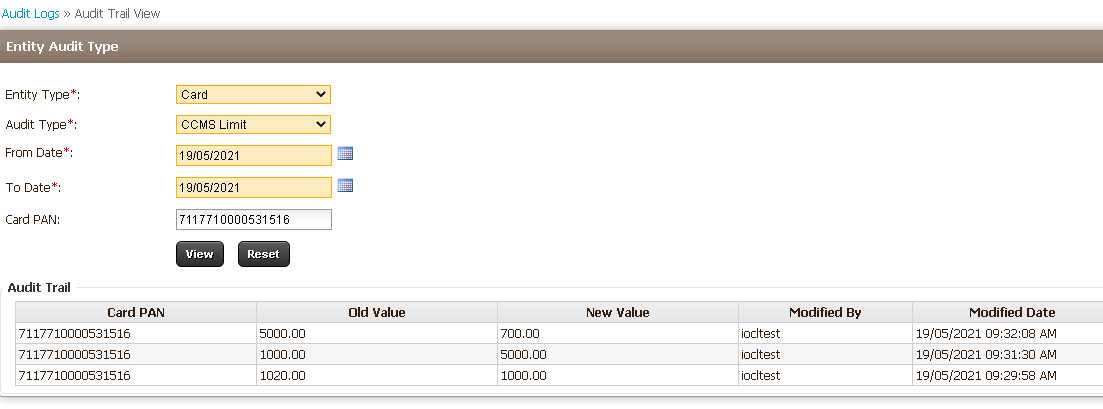 Audit Logs » Audit Trail View
Entity Audit Type
Entity Type*: Card
Audit Type*: CCMS Limit
From Date*: 19/05/2021
To Date*: 19/05/2021
Card PAN: 7117710000531516
View Reset
Audit Trail
Card PAN Old Value New Value Modified By Modified Date
7117710000531516 5000.00 700.00 iocltest 19/05/2021 09:32:08 AM
7117710000531516 1000.00 5000.00 iocltest 19/05/2021 09:31:30 AM
7117710000531516 1020.00 1000.00 iocltest 19/05/2021 09:29:58 AM